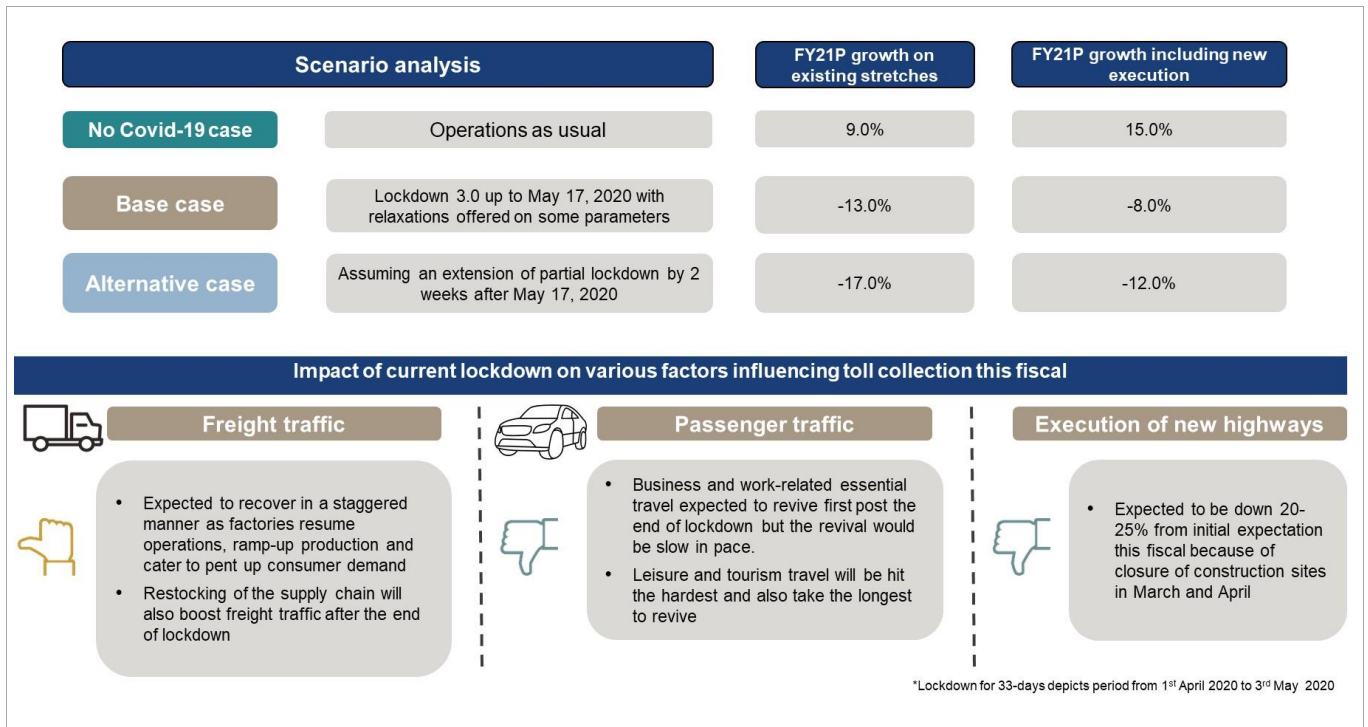 Scenario analysis
FY21P growth on
existing stretches
FY21P growth including new
execution
No Covid-19 case
Operations as usual
9.0%
15.0%
Base case
Lockdown 3.0 up to May 17, 2020 with
relaxations offered on some parameters
-13.0%
-8.0%
Alternative case
Assuming an extension of partial lockdown by 2
weeks after May 17, 2020
-17.0%
-12.0%
Impact of current lockdown on various factors influencing toll collection this fiscal
Freight traffic
• Expected to recover in a staggered
manner as factories resume
operations, ramp-up production and
cater to pent up consumer demand
• Restocking of the supply chain will
also boost freight traffic after the end
of lockdown
Passenger traffic
• Business and work-related essential
travel expected to revive first post the
end of lockdown but the revival would
be slow in pace.
• Leisure and tourism travel will be hit
the hardest and also take the longest
to revive
Execution of new highways
• Expected to be down 20-
25% from initial expectation
this fiscal because of
closure of construction sites
in March and April
*Lockdown for 33-days depicts period from 1st April 2020 to 3rd May 2020